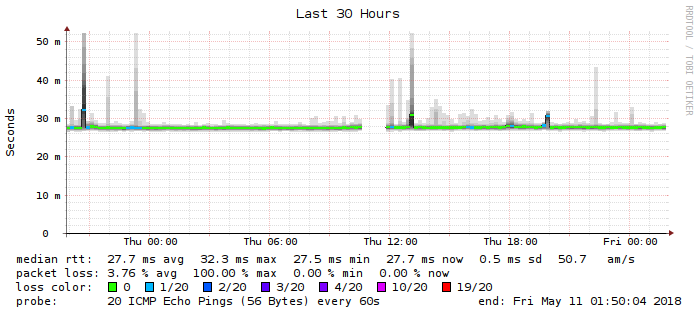 Last 30 Hours
RRDTOOL / TOBI OETIKER
Seconds
50 m
40 m
30 m
20 m
10 m
0
Thu 00:00 Thu 06:00 Thu 12:00 Thu 18:00 Fri 00:00
median rtt: 27.7 ms avg 32.3 ms max 27.5 ms min 27.7 ms now 0.5 ms sd 50.7 am/s
packet loss: 3.76 % avg 100.00 % max 0.00 % min 0.00 % now
loss color: 0 1/20 2/20 3/20 4/20 10/20 19/20
probe: 20 ICMP Echo Pings (56 Bytes) every 60s end: Fri May 11 01:50:04 2018